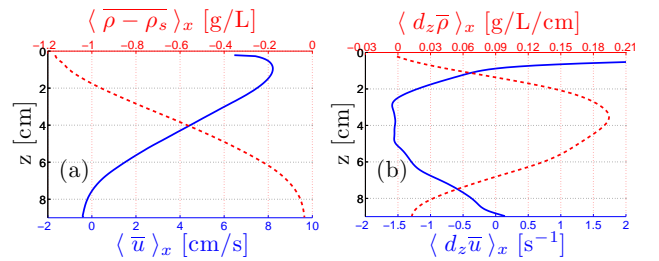 ⟨ ρ − ρₛ ⟩ₓ [g/L]
⟨ d_z ρ̅ ⟩ₓ [g/L/cm]
-1.2 -1 -0.8 -0.6 -0.4 -0.2 0
-0.03 0 0.03 0.06 0.09 0.12 0.15 0.18 0.21
0
2
4
6
8
z [cm]
(a)
0
2
4
6
8
z [cm]
(b)
−2 0 2 4 6 8 10
−2 −1.5 −1 −0.5 0 0.5 1 1.5 2
⟨ u̅ ⟩ₓ [cm/s]
⟨ d_z u̅ ⟩ₓ [s⁻¹]